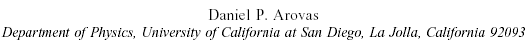 Daniel P. Arovas
Department of Physics, University of California at San Diego, La Jolla, California 92093